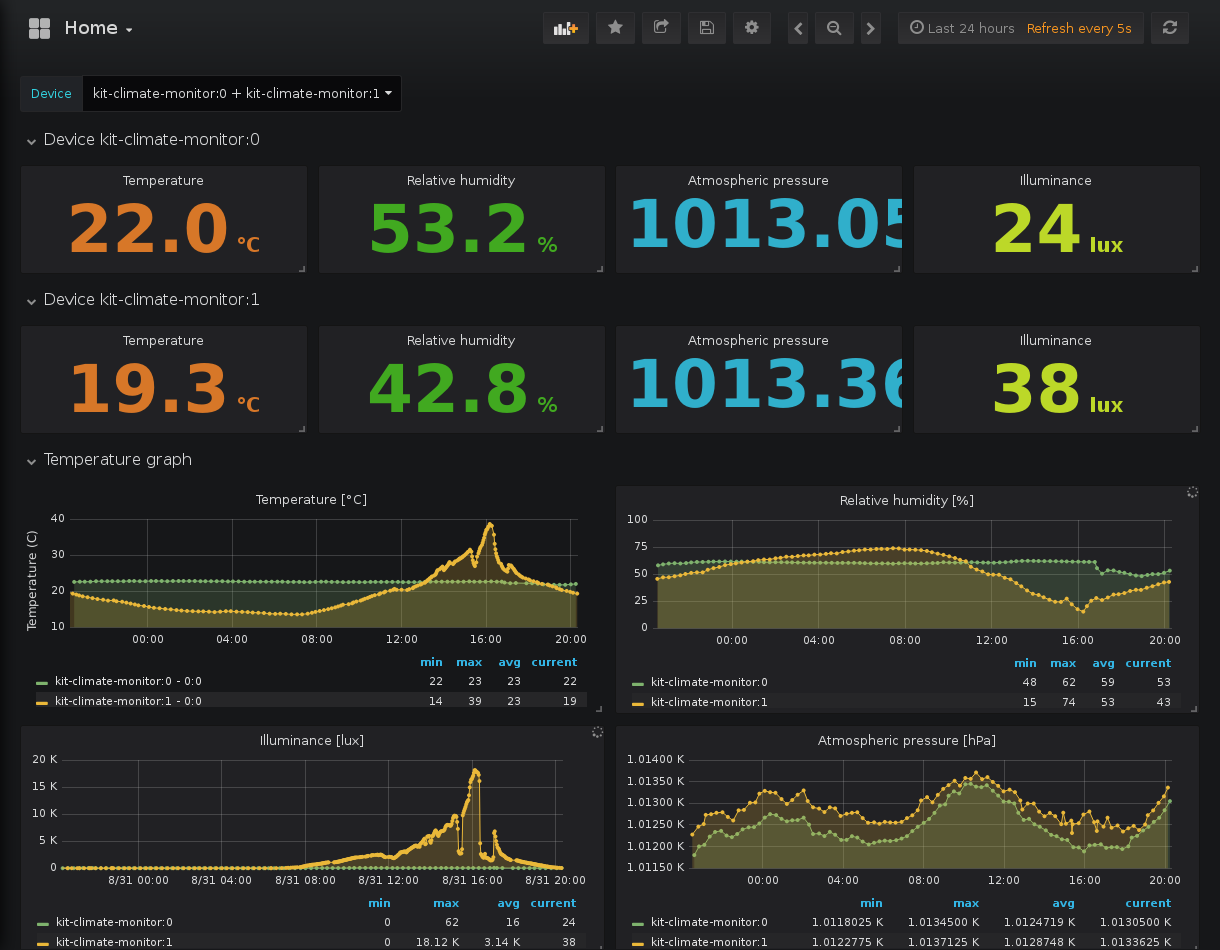 Home
Last 24 hours Refresh every 5s
Device kit-climate-monitor:0 + kit-climate-monitor:1
Device kit-climate-monitor:0
Temperature Relative humidity Atmospheric pressure Illuminance
22.0 °C 53.2 % 1013.05 24 lux
Device kit-climate-monitor:1
Temperature Relative humidity Atmospheric pressure Illuminance
19.3 °C 42.8 % 1013.36 38 lux
Temperature graph
Temperature [°C]
Temperature (C)
40
30
20
10
00:00 04:00 08:00 12:00 16:00 20:00
min max avg current
kit-climate-monitor:0 - 0:0 22 23 23 22
kit-climate-monitor:1 - 0:0 14 39 23 19
Relative humidity [%]
100
75
50
25
0
00:00 04:00 08:00 12:00 16:00 20:00
min max avg current
kit-climate-monitor:0 48 62 59 53
kit-climate-monitor:1 15 74 53 43
Illuminance [lux]
20 K
15 K
10 K
5 K
0
8/31 00:00 8/31 04:00 8/31 08:00 8/31 12:00 8/31 16:00 8/31 20:00
min max avg current
kit-climate-monitor:0 0 62 16 24
kit-climate-monitor:1 0 18.12 K 3.14 K 38
Atmospheric pressure [hPa]
1.01400 K
1.01350 K
1.01300 K
1.01250 K
1.01200 K
1.01150 K
00:00 04:00 08:00 12:00 16:00 20:00
min max avg current
kit-climate-monitor:0 1.0118025 K 1.0134500 K 1.0124719 K 1.0130500 K
kit-climate-monitor:1 1.0122775 K 1.0137125 K 1.0128748 K 1.0133625 K